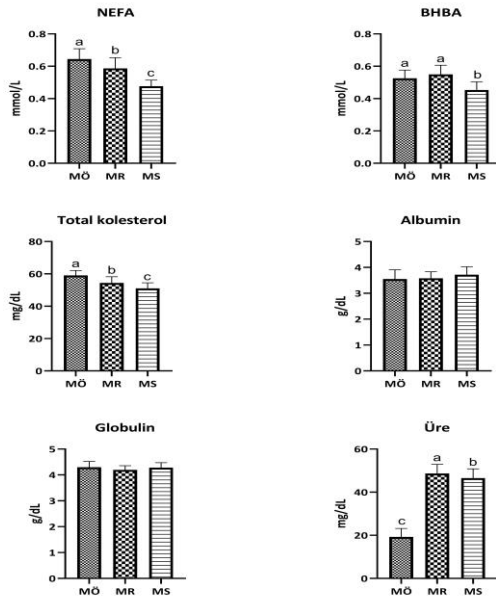 NEFA
mmol/L
0.8
0.6
0.4
0.2
0.0
a
b
c
MÖ MR MS
BHBA
mmol/L
0.8
0.6
0.4
0.2
0.0
a
a
b
MÖ MR MS
Total kolesterol
mg/dL
80
60
40
20
0
a
b
c
MÖ MR MS
Albumin
g/dL
5
4
3
2
1
0
MÖ MR MS
Globulin
g/dL
5
4
3
2
1
0
MÖ MR MS
Üre
mg/dL
60
40
20
0
c
a
b
MÖ MR MS